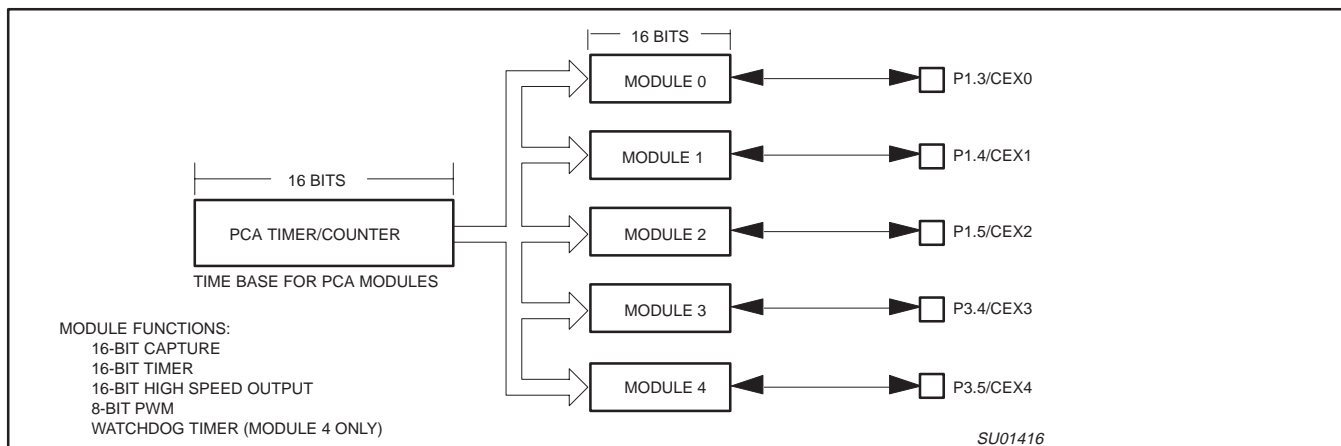 16 BITS
MODULE 0
P1.3/CEX0
MODULE 1
P1.4/CEX1
16 BITS
PCA TIMER/COUNTER
TIME BASE FOR PCA MODULES
MODULE 2
P1.5/CEX2
MODULE 3
P3.4/CEX3
MODULE 4
P3.5/CEX4
MODULE FUNCTIONS:
16-BIT CAPTURE
16-BIT TIMER
16-BIT HIGH SPEED OUTPUT
8-BIT PWM
WATCHDOG TIMER (MODULE 4 ONLY)
SU01416